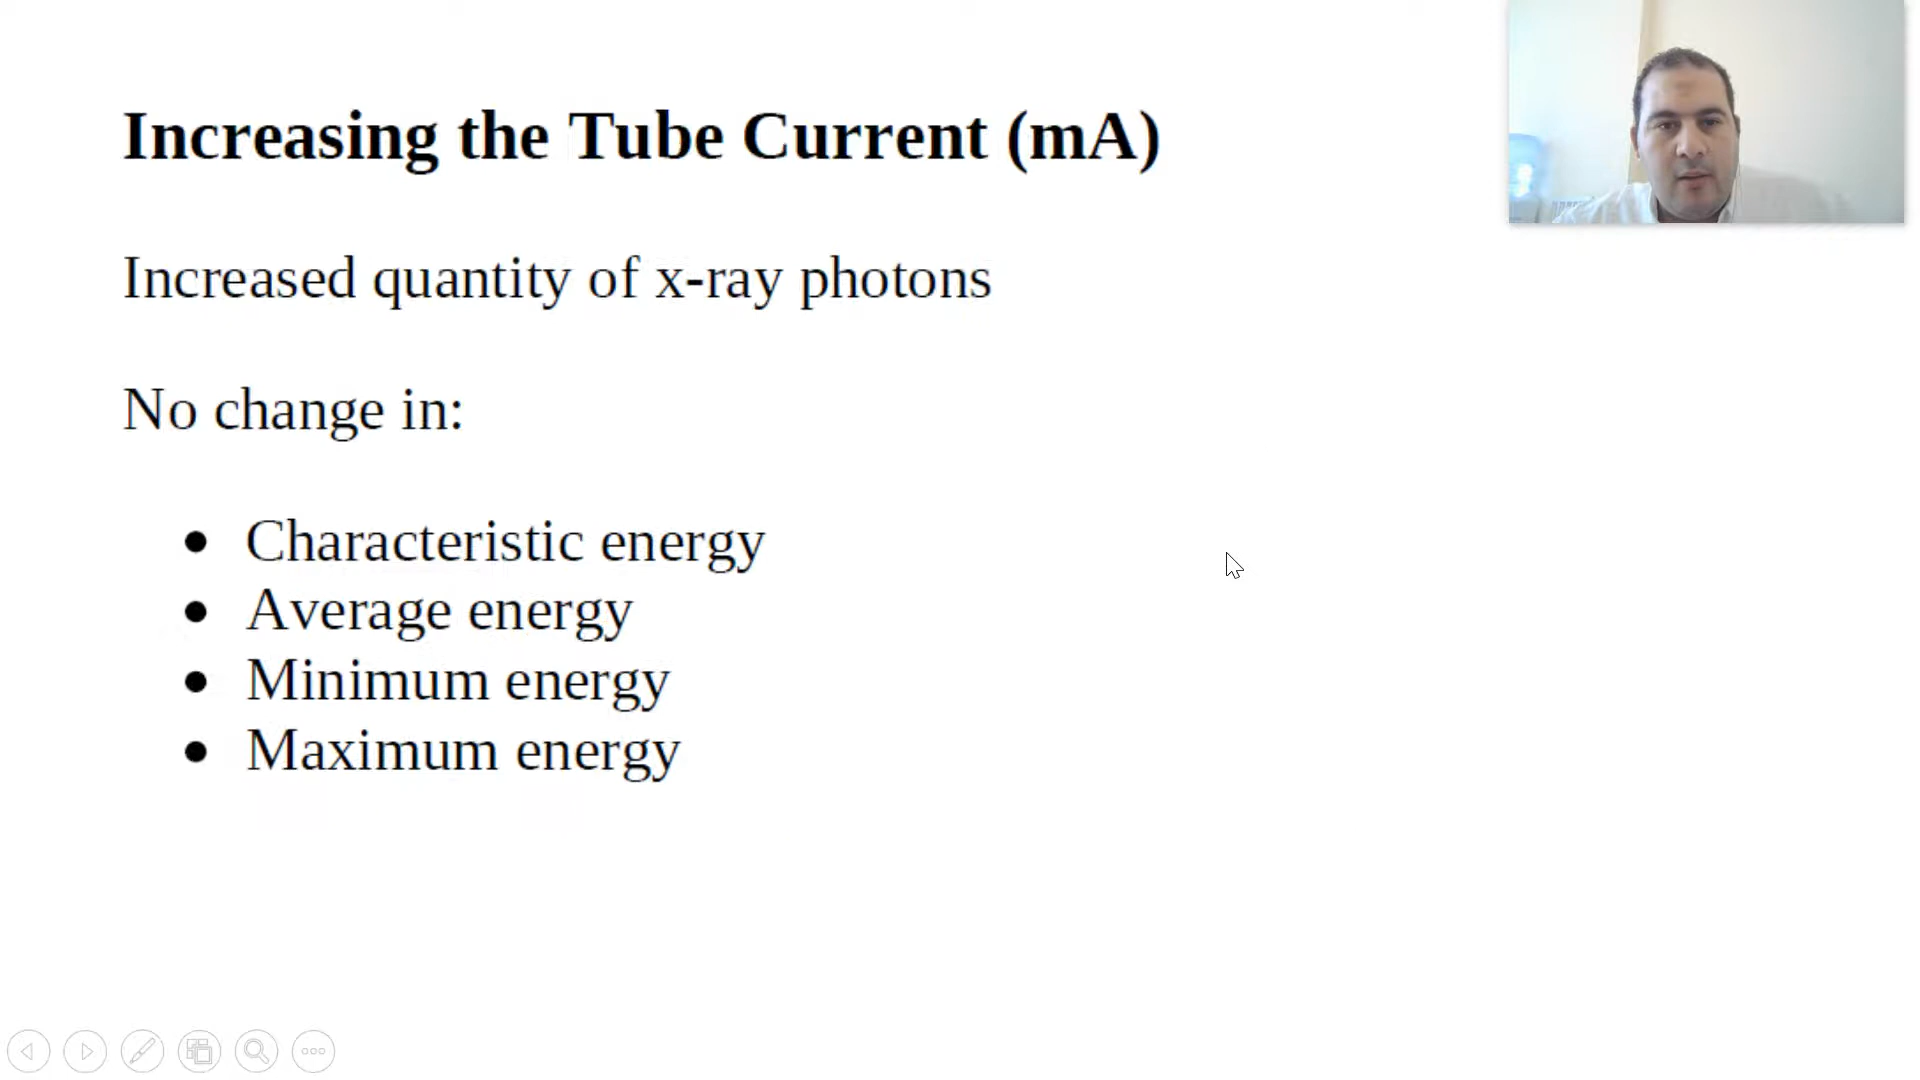 Increasing the Tube Current (mA)
Increased quantity of x-ray photons
No change in:
● Characteristic energy
● Average energy
● Minimum energy
● Maximum energy